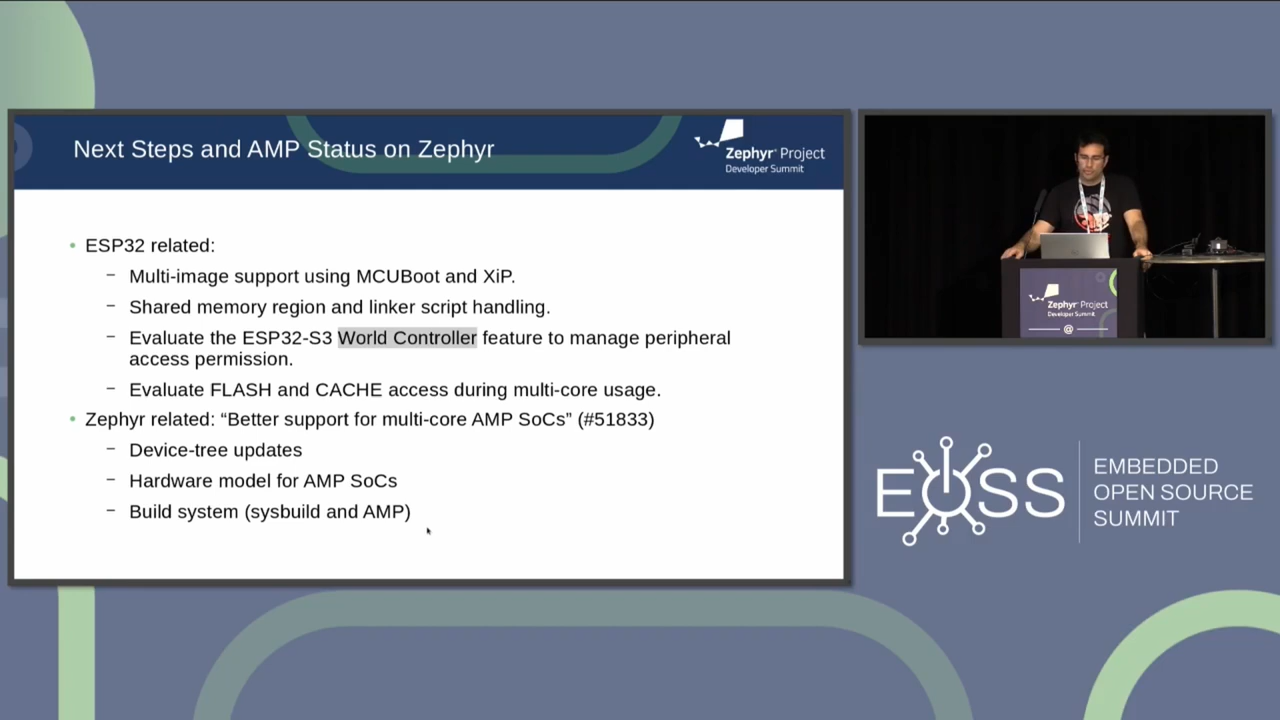 Next Steps and AMP Status on Zephyr
Zephyr® Project
Developer Summit
• ESP32 related:
– Multi-image support using MCUBoot and XiP.
– Shared memory region and linker script handling.
– Evaluate the ESP32-S3 World Controller feature to manage peripheral
access permission.
– Evaluate FLASH and CACHE access during multi-core usage.
• Zephyr related: “Better support for multi-core AMP SoCs” (#51833)
– Device-tree updates
– Hardware model for AMP SoCs
– Build system (sysbuild and AMP)
Zephyr® Project
Developer Summit
@
EOSS
EMBEDDED
OPEN SOURCE
SUMMIT